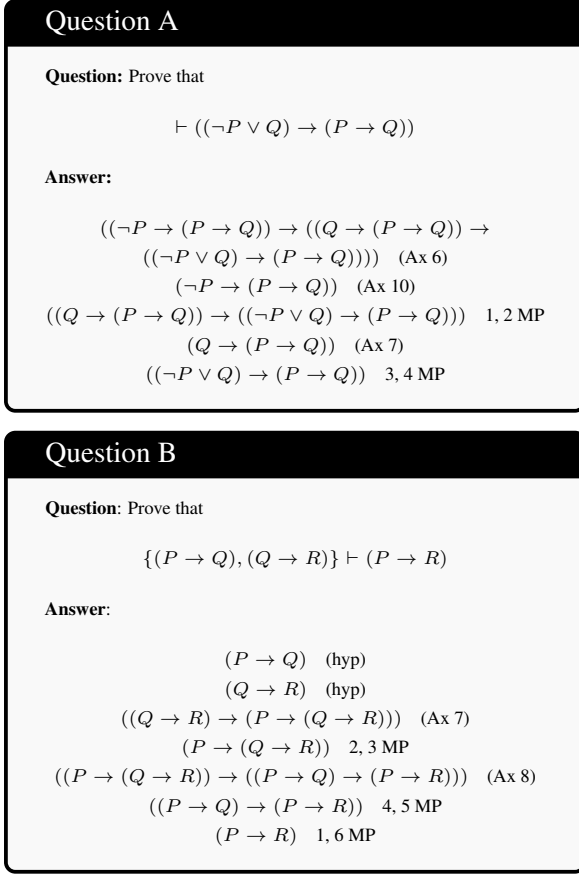 Question A
Question: Prove that
⊢ ((¬P ∨ Q) → (P → Q))
Answer:
((¬P → (P → Q)) → ((Q → (P → Q)) →
((¬P ∨ Q) → (P → Q)))) (Ax 6)
(¬P → (P → Q)) (Ax 10)
((Q → (P → Q)) → ((¬P ∨ Q) → (P → Q))) 1, 2 MP
(Q → (P → Q)) (Ax 7)
((¬P ∨ Q) → (P → Q)) 3, 4 MP
Question B
Question: Prove that
{(P → Q), (Q → R)} ⊢ (P → R)
Answer:
(P → Q) (hyp)
(Q → R) (hyp)
((Q → R) → (P → (Q → R))) (Ax 7)
(P → (Q → R)) 2, 3 MP
((P → (Q → R)) → ((P → Q) → (P → R))) (Ax 8)
((P → Q) → (P → R)) 4, 5 MP
(P → R) 1, 6 MP